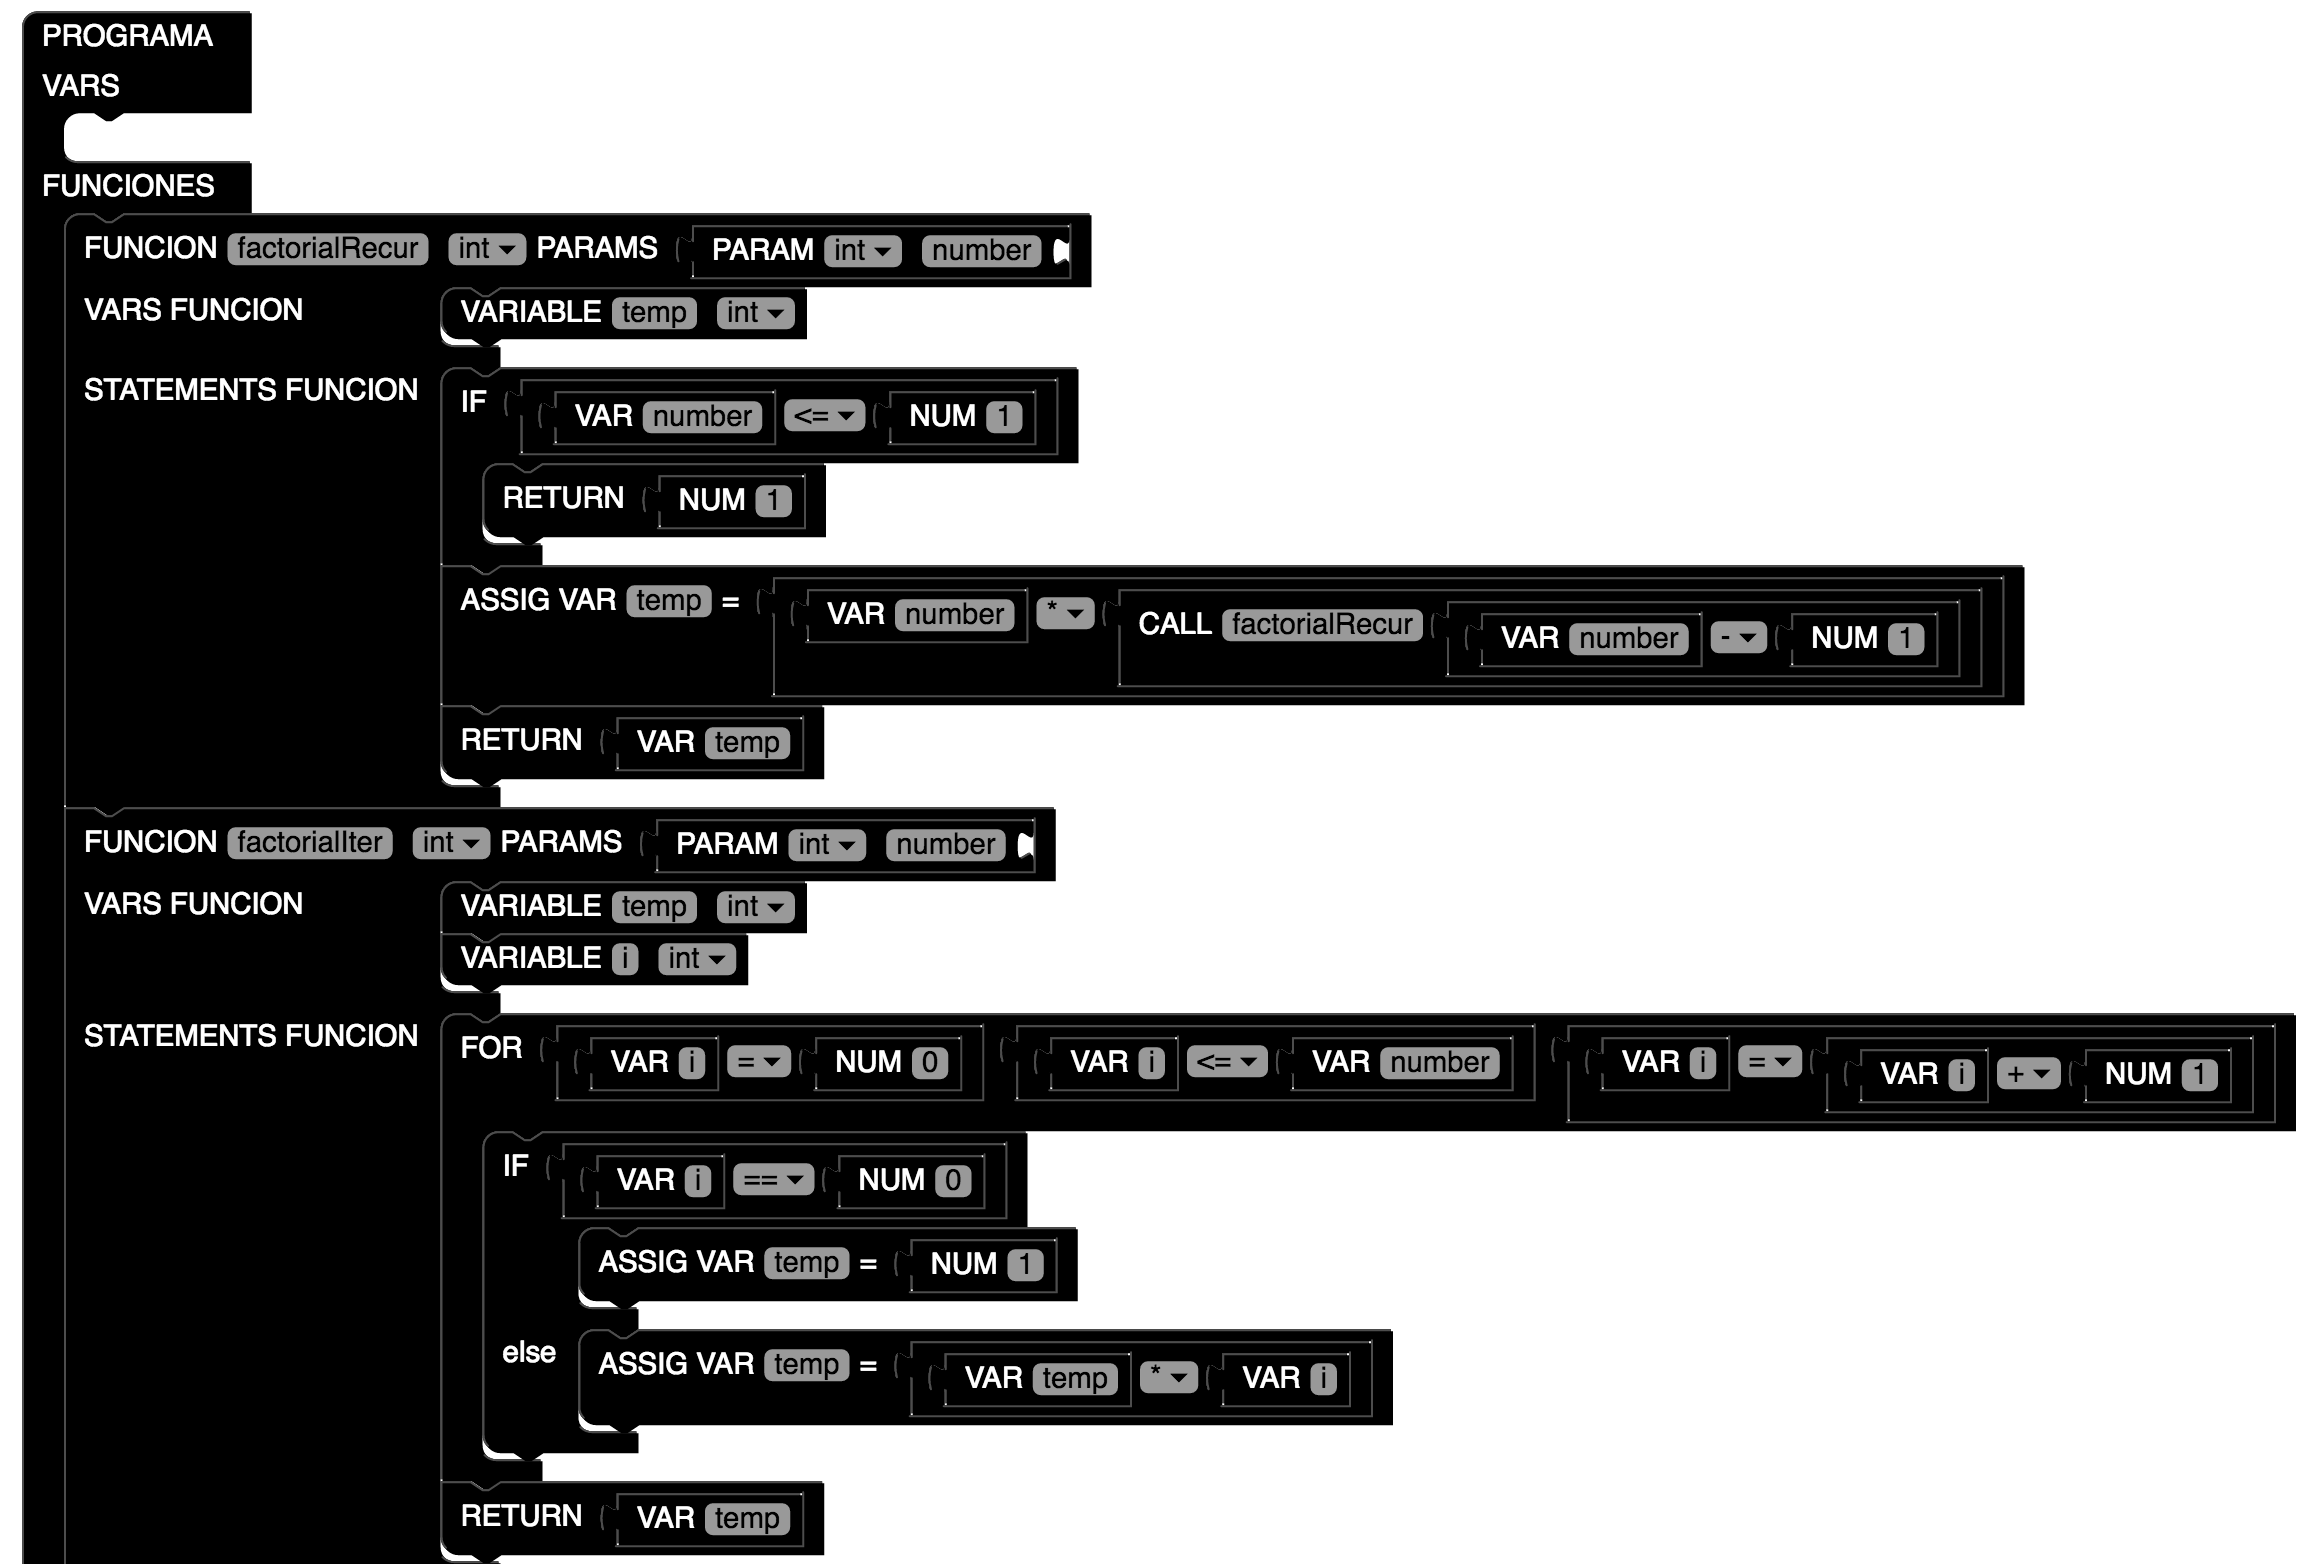 PROGRAMA
VARS
FUNCIONES
FUNCION factorialRecur int PARAMS PARAM int number
VARS FUNCION VARIABLE temp int
STATEMENTS FUNCION IF VAR number <= NUM 1
RETURN NUM 1
ASSIG VAR temp = VAR number * CALL factorialRecur VAR number - NUM 1
RETURN VAR temp
FUNCION factorialIter int PARAMS PARAM int number
VARS FUNCION VARIABLE temp int
VARIABLE i int
STATEMENTS FUNCION FOR VAR i = NUM 0 VAR i <= VAR number VAR i = VAR i + NUM 1
IF VAR i == NUM 0
ASSIG VAR temp = NUM 1
else ASSIG VAR temp = VAR temp * VAR i
RETURN VAR temp